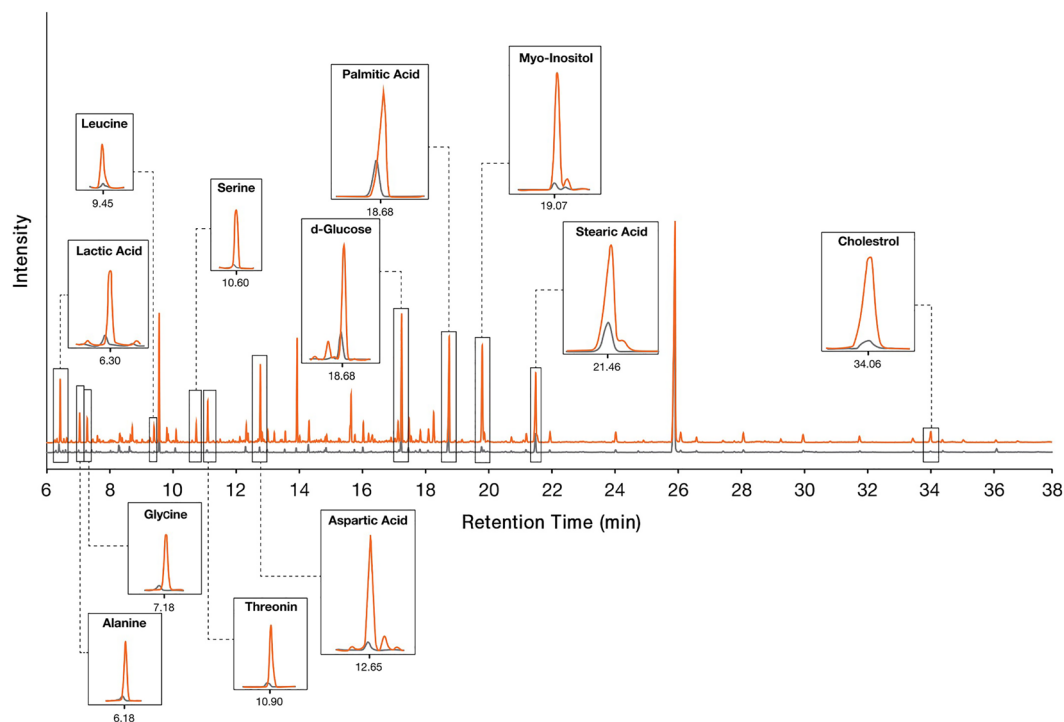 Myo-Inositol
19.07
Palmitic Acid
18.68
Leucine
9.45
Serine
10.60
d-Glucose
18.68
Stearic Acid
21.46
Cholestrol
34.06
Lactic Acid
6.30
Intensity
6 8 10 12 14 16 18 20 22 24 26 28 30 32 34 36 38
Retention Time (min)
Glycine
7.18
Aspartic Acid
12.65
Threonin
10.90
Alanine
6.18